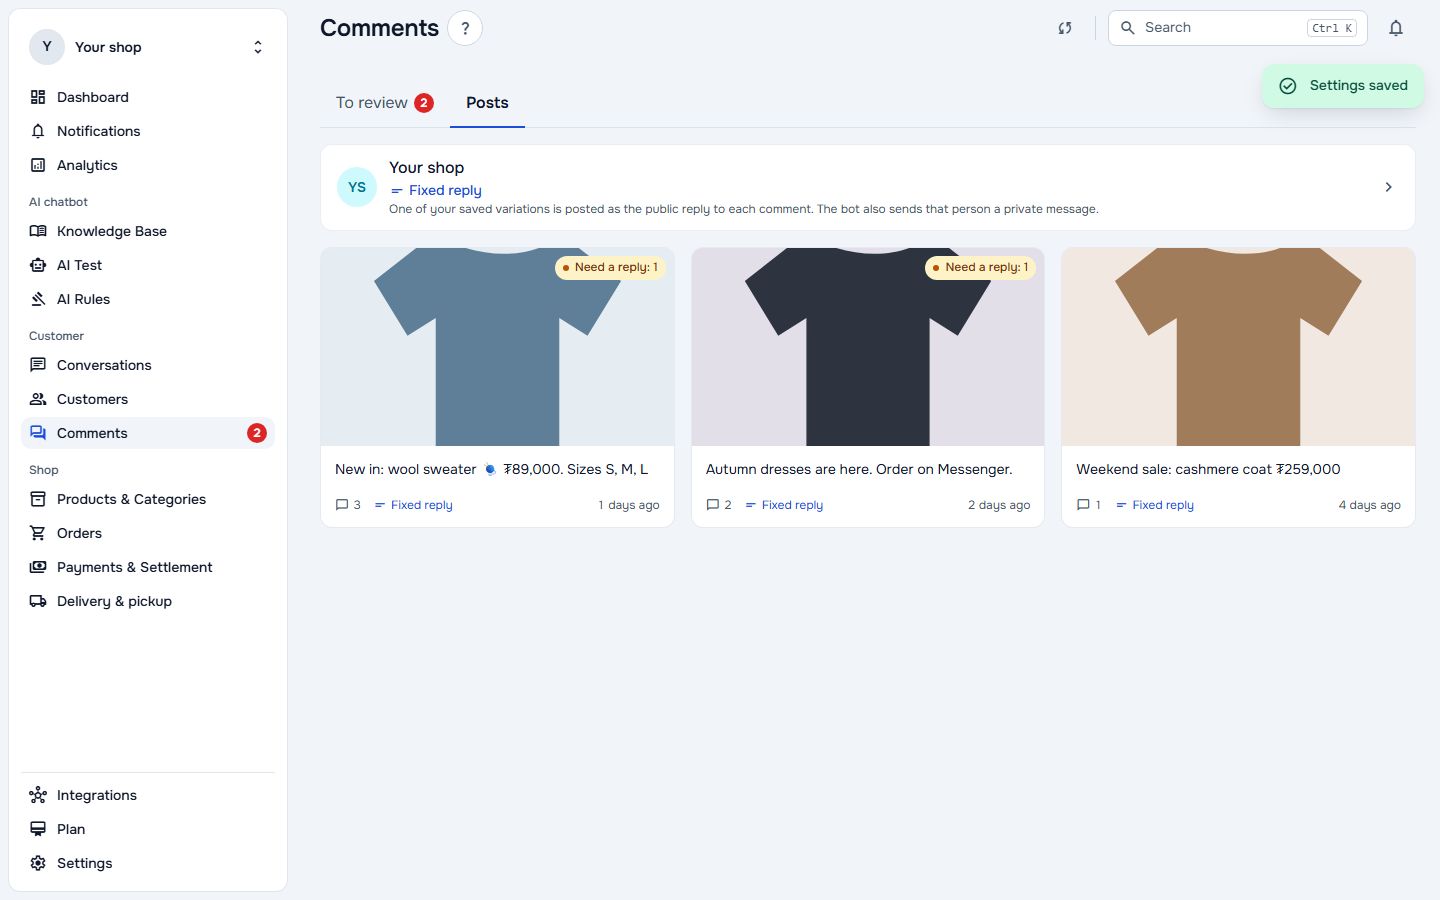 Y
Your shop
Dashboard
Notifications
Analytics
AI chatbot
Knowledge Base
AI Test
AI Rules
Customer
Conversations
Customers
Comments
2
Shop
Products & Categories
Orders
Payments & Settlement
Delivery & pickup
Integrations
Plan
Settings
Comments
?
Search
Ctrl K
Settings saved
To review 2
Posts
YS
Your shop
Fixed reply
One of your saved variations is posted as the public reply to each comment. The bot also sends that person a private message.
Need a reply: 1
New in: wool sweater 🧶 ₮89,000. Sizes S, M, L
3 Fixed reply 1 days ago
Need a reply: 1
Autumn dresses are here. Order on Messenger.
2 Fixed reply 2 days ago
Weekend sale: cashmere coat ₮259,000
1 Fixed reply 4 days ago